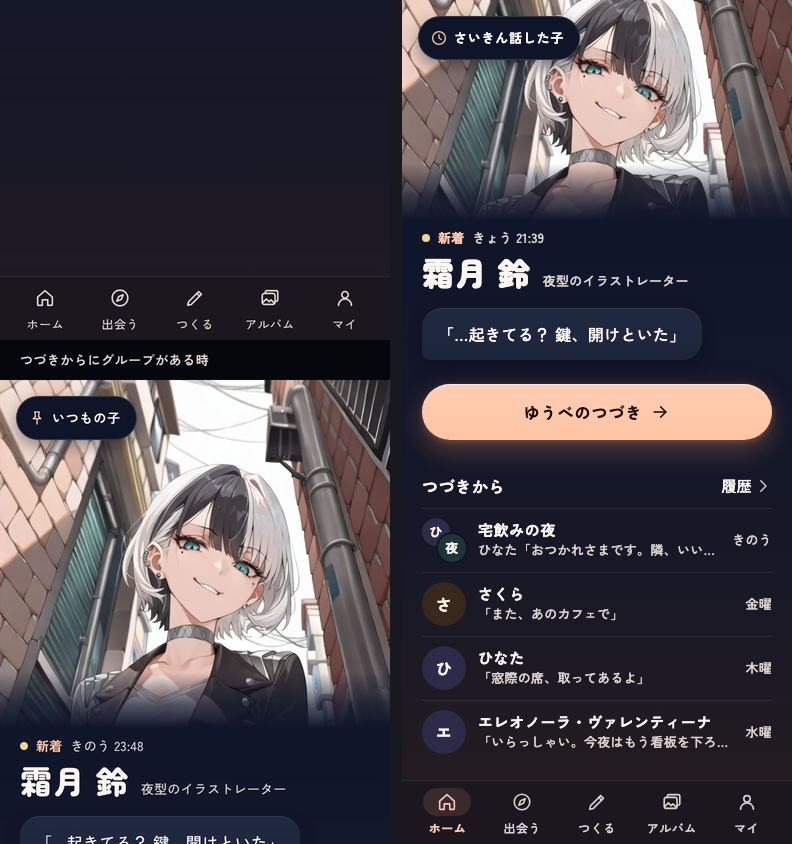 ホーム
出会う
つくる
アルバム
マイ
つづきからにグループがある時
いつもの子
新着 きのう 23:48
霜月 鈴 夜型のイラストレーター
「…起きてる? 鍵、開けといた」
さいきん話した子
新着 きょう 21:39
霜月 鈴 夜型のイラストレーター
「…起きてる? 鍵、開けといた」
ゆうべのつづき →
つづきから
履歴 >
ひ
夜
宅飲みの夜
ひなた「おつかれさまです。隣、いい…
きのう
さ
さくら
「また、あのカフェで」
金曜
ひ
ひなた
「窓際の席、取ってあるよ」
木曜
エ
エレオノーラ・ヴァレンティーナ
「いらっしゃい。今夜はもう看板を下ろ…
水曜
ホーム
出会う
つくる
アルバム
マイ